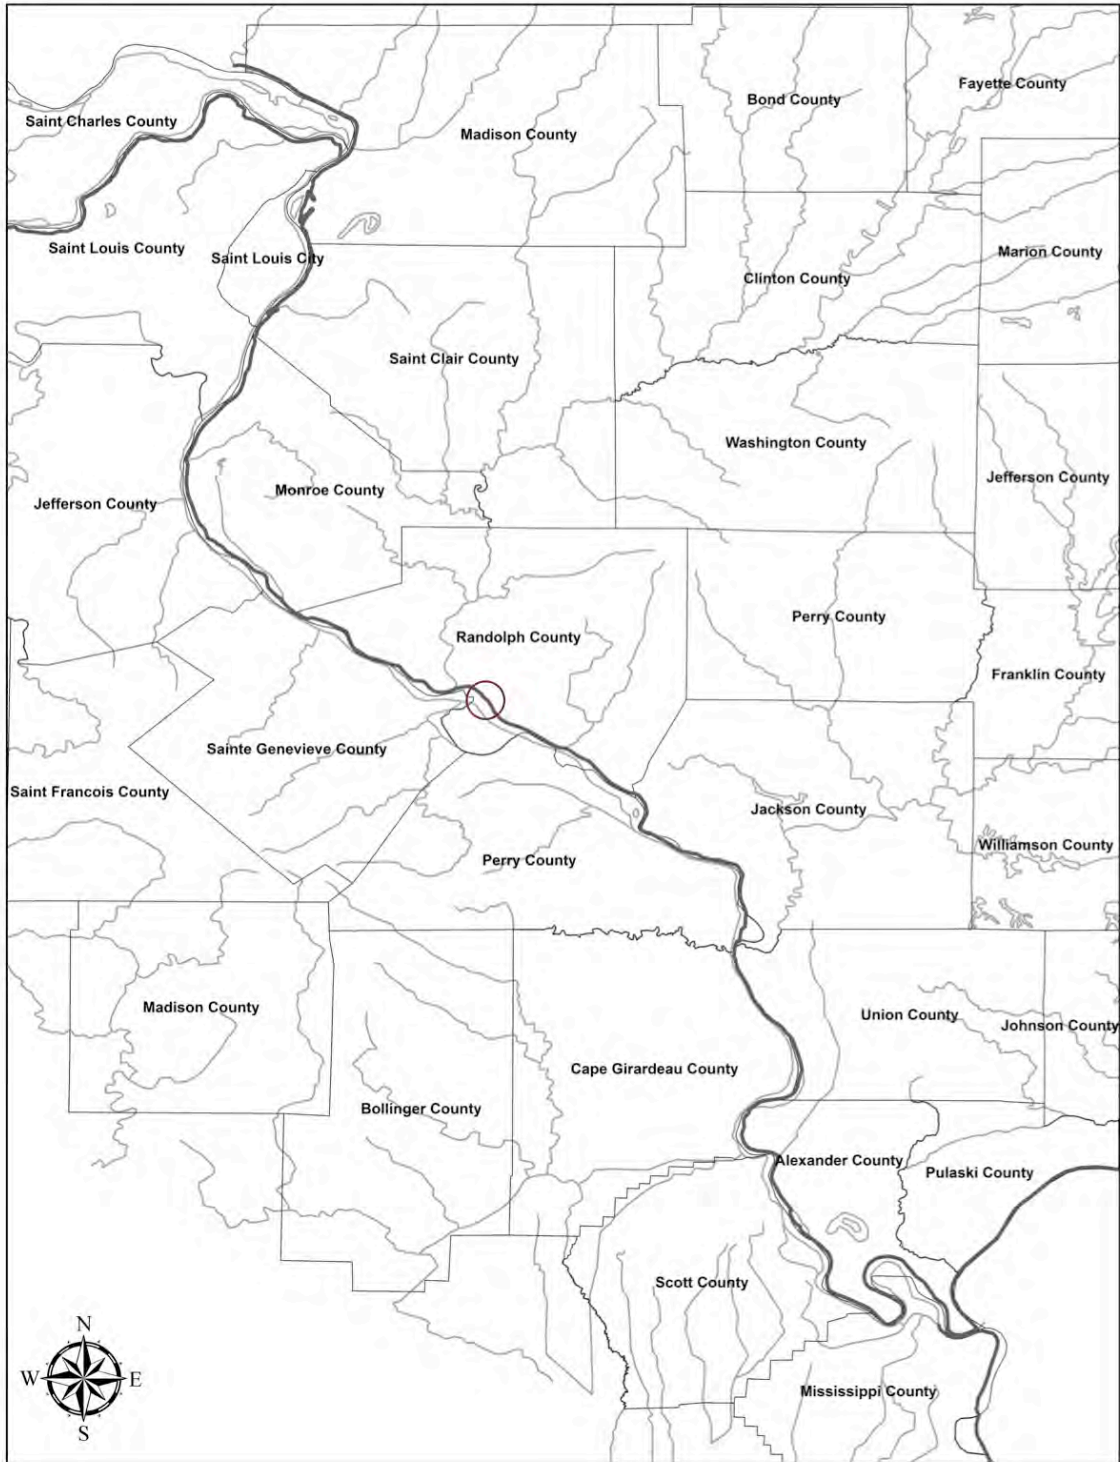 Fayette County
Bond County
Saint Charles County
Madison County
Saint Louis County
Marion County
Saint Louis City
Clinton County
Saint Clair County
Washington County
Jefferson County
Monroe County
Jefferson County
Perry County
Randolph County
Franklin County
Sainte Genevieve County
Saint Francois County
Jackson County
Williamson County
Perry County
Madison County
Union County
Johnson County
Cape Girardeau County
Bollinger County
Alexander County
Pulaski County
Scott County
N
W E
S
Mississippi County